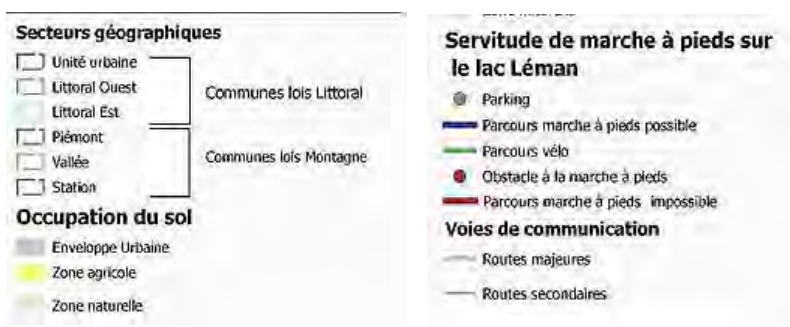 Secteurs géographiques
Unité urbaine
Littoral Ouest
Communes lois Littoral
Littoral Est
Piémont
Vallée
Communes lois Montagne
Station
Occupation du sol
Enveloppe Urbaine
Zone agricole
Zone naturelle
Servitude de marche à pieds sur
le lac Léman
Parking
Parcours marche à pieds possible
Parcours vélo
Obstacle à la marche à pieds
Parcours marche à pieds impossible
Voies de communication
Routes majeures
Routes secondaires